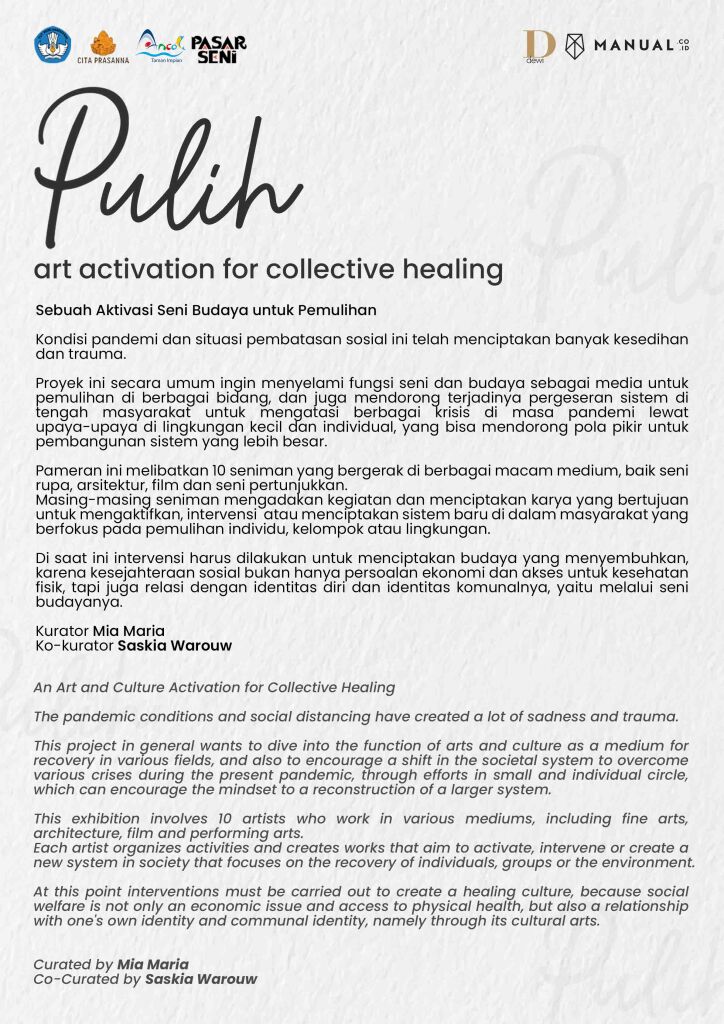 CITA PRASANNA
Ancol
Taman Impian
PASAR
SENI
D
dewi
MANUAL.CO
.ID
Pulih
art activation for collective healing
Sebuah Aktivasi Seni Budaya untuk Pemulihan
Kondisi pandemi dan situasi pembatasan sosial ini telah menciptakan banyak kesedihan
dan trauma.
Proyek ini secara umum ingin menyelami fungsi seni dan budaya sebagai media untuk
pemulihan di berbagai bidang, dan juga mendorong terjadinya pergeseran sistem di
tengah masyarakat untuk mengatasi berbagai krisis di masa pandemi lewat
upaya-upaya di lingkungan kecil dan individual, yang bisa mendorong pola pikir untuk
pembangunan sistem yang lebih besar.
Pameran ini melibatkan 10 seniman yang bergerak di berbagai macam medium, baik seni
rupa, arsitektur, film dan seni pertunjukkan.
Masing-masing seniman mengadakan kegiatan dan menciptakan karya yang bertujuan
untuk mengaktifkan, intervensi atau menciptakan sistem baru di dalam masyarakat yang
berfokus pada pemulihan individu, kelompok atau lingkungan.
Di saat ini intervensi harus dilakukan untuk menciptakan budaya yang menyembuhkan,
karena kesejahteraan sosial bukan hanya persoalan ekonomi dan akses untuk kesehatan
fisik, tapi juga relasi dengan identitas diri dan identitas komunalnya, yaitu melalui seni
budayanya.
Kurator Mia Maria
Ko-kurator Saskia Warouw
An Art and Culture Activation for Collective Healing
The pandemic conditions and social distancing have created a lot of sadness and trauma.
This project in general wants to dive into the function of arts and culture as a medium for
recovery in various fields, and also to encourage a shift in the societal system to overcome
various crises during the present pandemic, through efforts in small and individual circle,
which can encourage the mindset to a reconstruction of a larger system.
This exhibition involves 10 artists who work in various mediums, including fine arts,
architecture, film and performing arts.
Each artist organizes activities and creates works that aim to activate, intervene or create a
new system in society that focuses on the recovery of individuals, groups or the environment.
At this point interventions must be carried out to create a healing culture, because social
welfare is not only an economic issue and access to physical health, but also a relationship
with one's own identity and communal identity, namely through its cultural arts.
Curated by Mia Maria
Co-Curated by Saskia Warouw